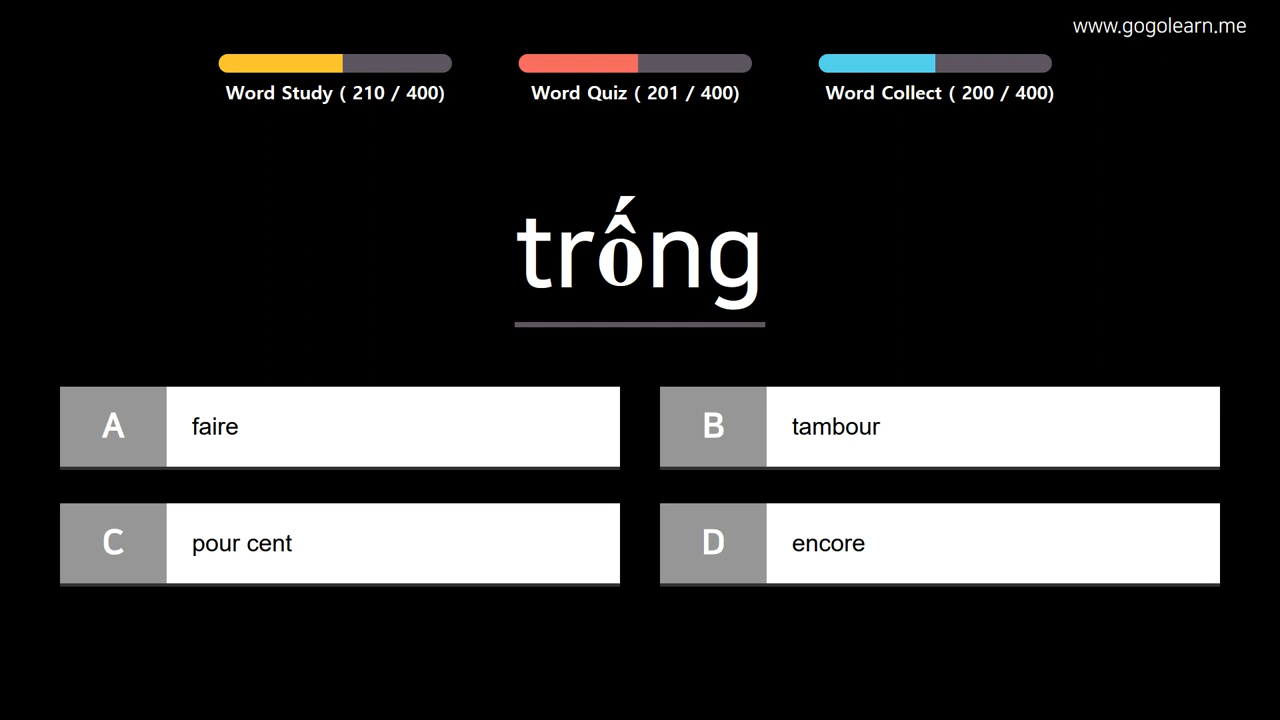 www.gogolearn.me
Word Study ( 210 / 400)
Word Quiz ( 201 / 400)
Word Collect ( 200 / 400)
trống
A faire
B tambour
C pour cent
D encore